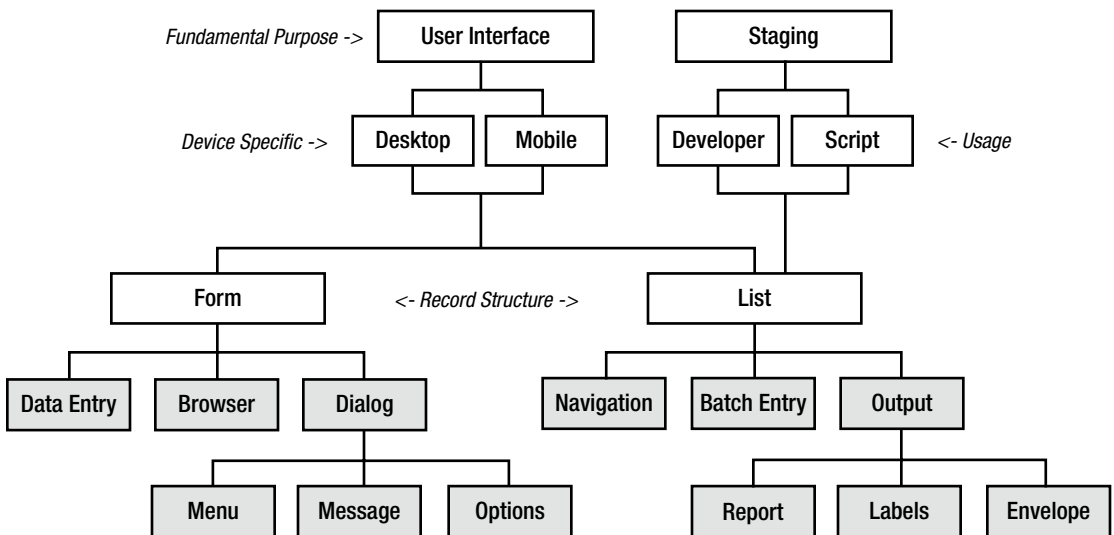 Fundamental Purpose -> User Interface Staging
Device Specific -> Desktop Mobile Developer Script <- Usage
Form <- Record Structure -> List
Data Entry Browser Dialog Navigation Batch Entry Output
Menu Message Options Report Labels Envelope